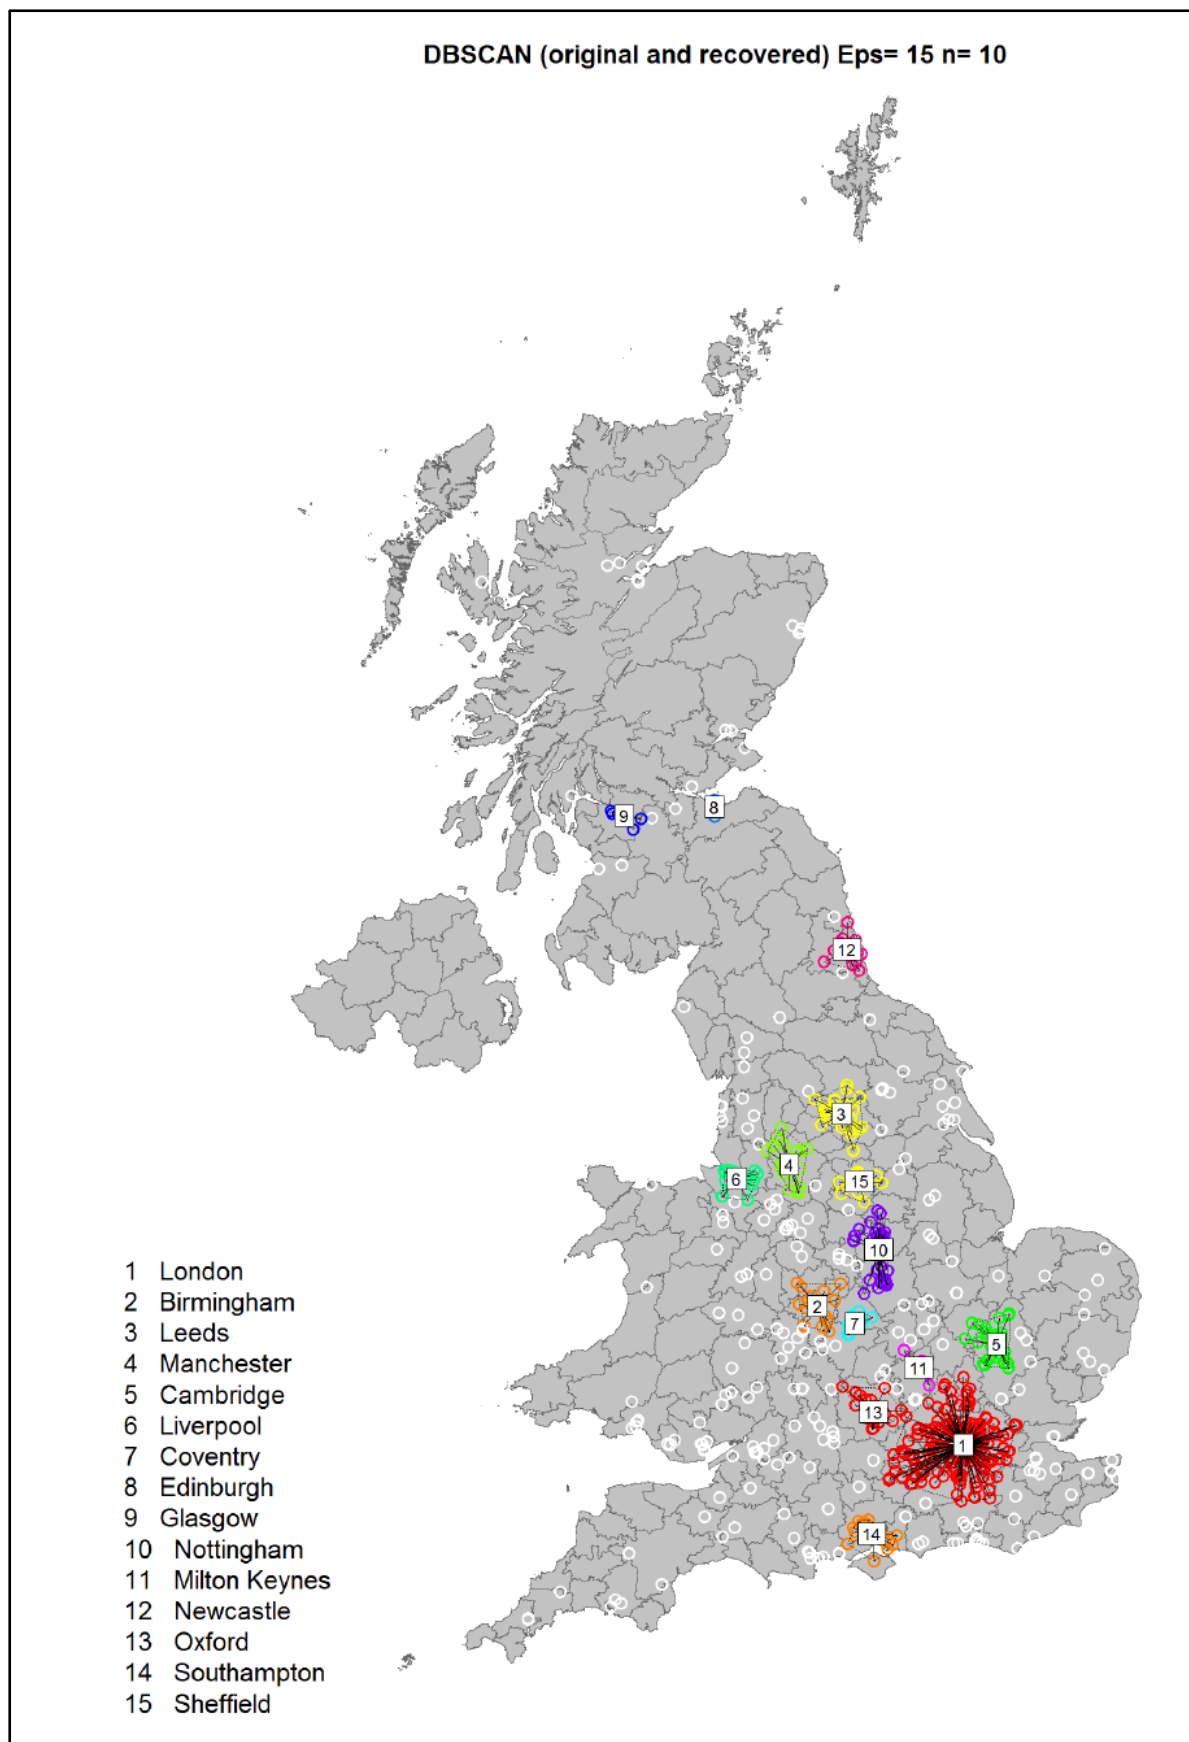 DBSCAN (original and recovered) Eps= 15 n= 10
8
9
12
3
4
6
15
10
2
7
5
11
13
1
14
1 London
2 Birmingham
3 Leeds
4 Manchester
5 Cambridge
6 Liverpool
7 Coventry
8 Edinburgh
9 Glasgow
10 Nottingham
11 Milton Keynes
12 Newcastle
13 Oxford
14 Southampton
15 Sheffield